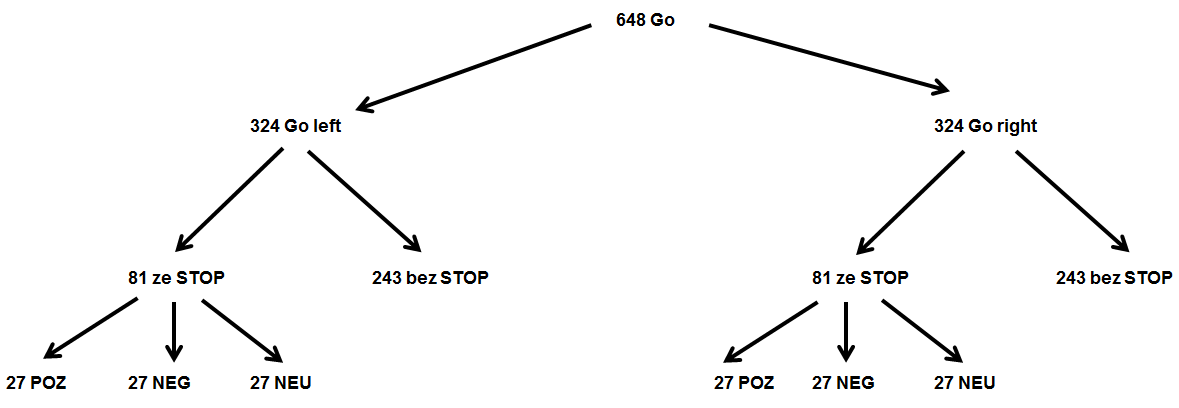 648 Go
324 Go left
324 Go right
81 ze STOP
243 bez STOP
81 ze STOP
243 bez STOP
27 POZ
27 NEG
27 NEU
27 POZ
27 NEG
27 NEU